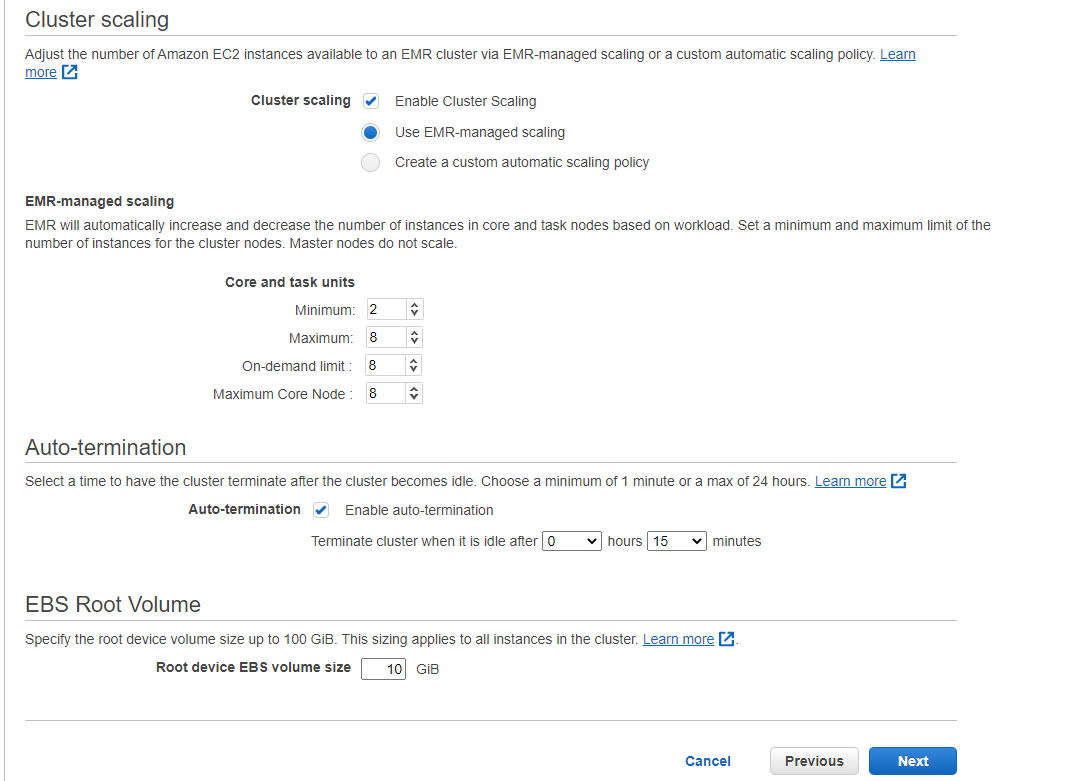 Cluster scaling
Adjust the number of Amazon EC2 instances available to an EMR cluster via EMR-managed scaling or a custom automatic scaling policy. Learn
more
Cluster scaling Enable Cluster Scaling
Use EMR-managed scaling
Create a custom automatic scaling policy
EMR-managed scaling
EMR will automatically increase and decrease the number of instances in core and task nodes based on workload. Set a minimum and maximum limit of the
number of instances for the cluster nodes. Master nodes do not scale.
Core and task units
Minimum: 2
Maximum: 8
On-demand limit : 8
Maximum Core Node : 8
Auto-termination
Select a time to have the cluster terminate after the cluster becomes idle. Choose a minimum of 1 minute or a max of 24 hours. Learn more
Auto-termination Enable auto-termination
Terminate cluster when it is idle after 0 hours 15 minutes
EBS Root Volume
Specify the root device volume size up to 100 GiB. This sizing applies to all instances in the cluster. Learn more .
Root device EBS volume size 10 GiB
Cancel Previous Next